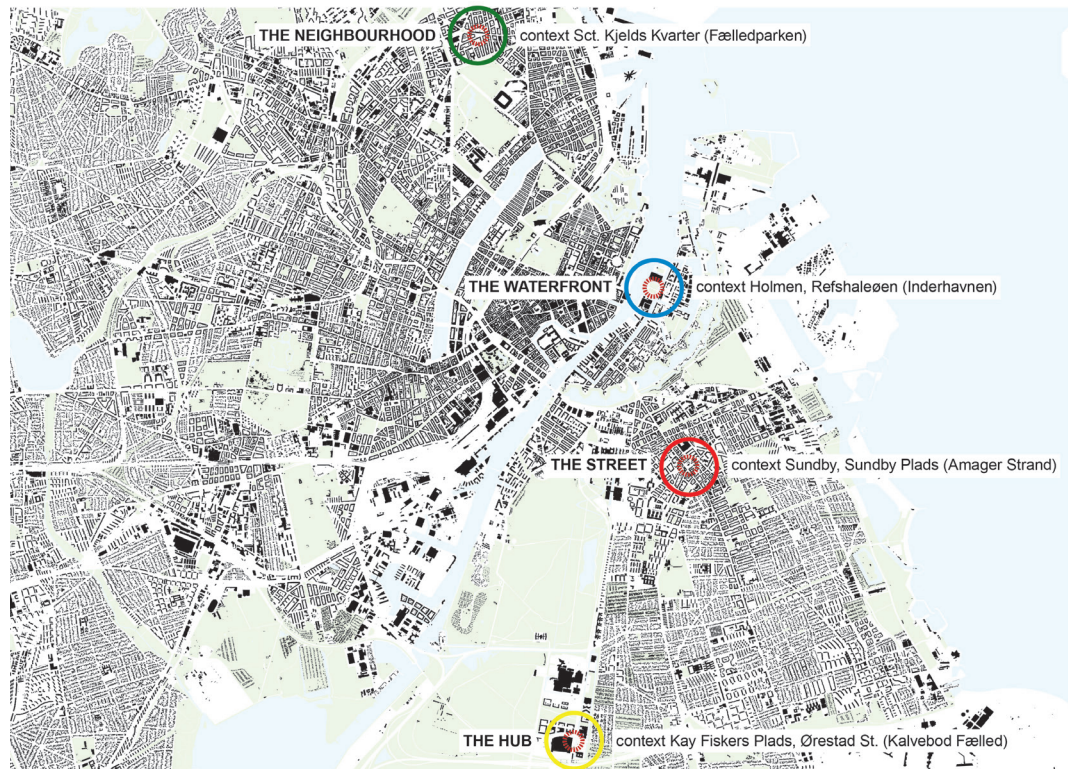 THE NEIGHBOURHOOD context Sct. Kjelds Kvarter (Fælledparken)
THE WATERFRONT context Holmen, Refshaleøen (Inderhavnen)
THE STREET context Sundby, Sundby Plads (Amager Strand)
THE HUB context Kay Fiskers Plads, Ørestad St. (Kalvebod Fælled)